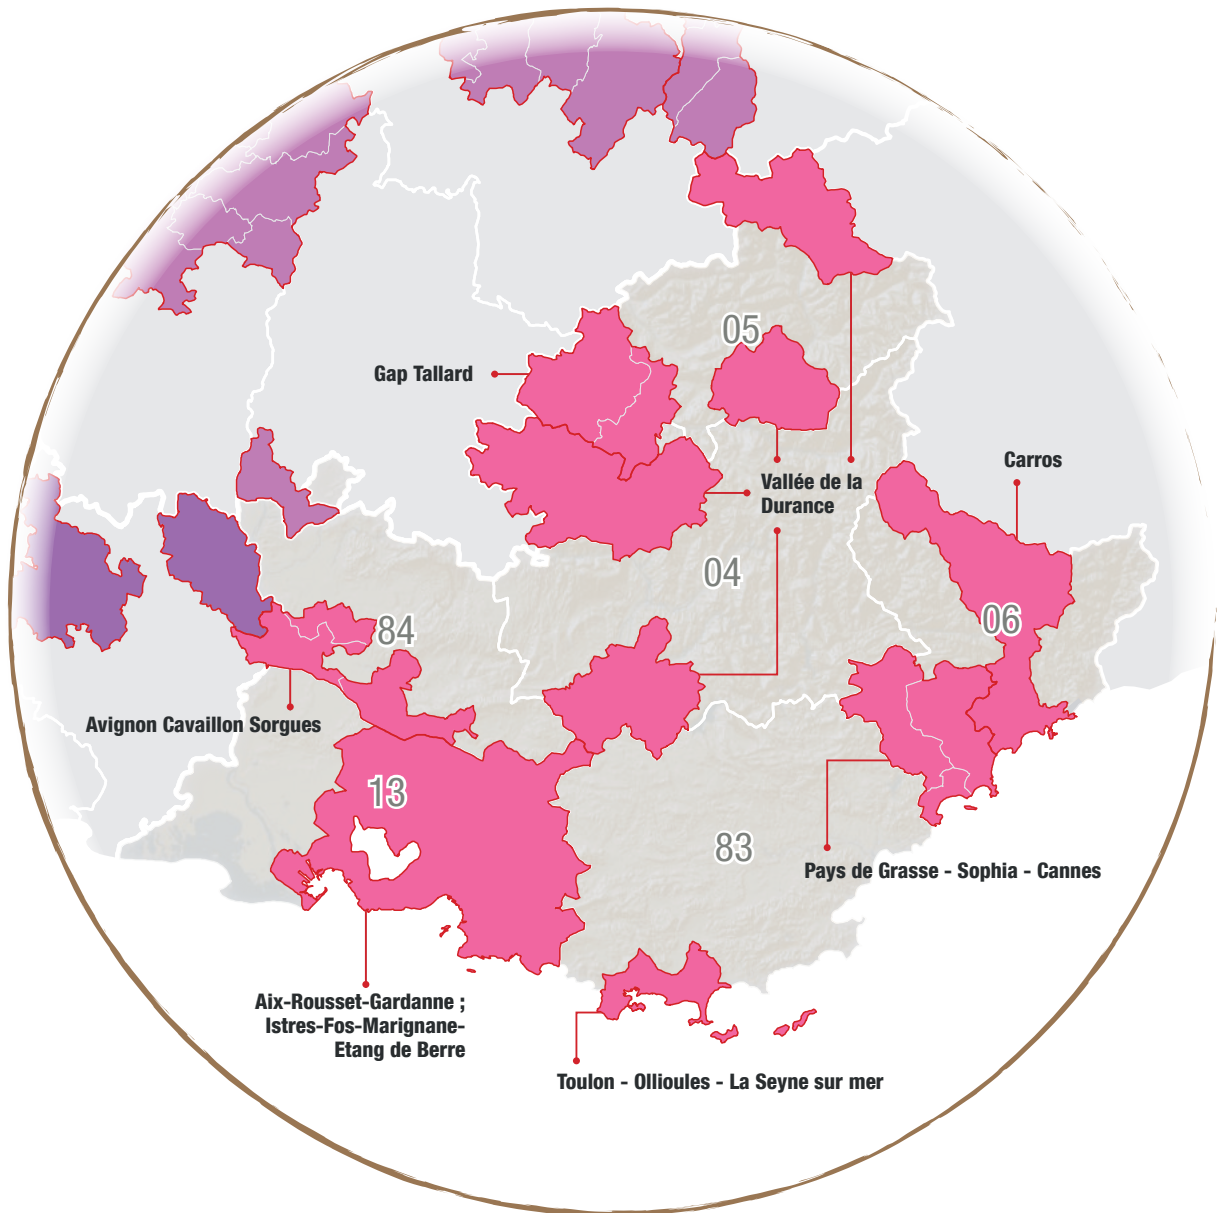 05
Gap Tallard
Carros
Vallée de la
Durance
04
06
84
Avignon Cavaillon Sorgues
13
83
Pays de Grasse - Sophia - Cannes
Aix-Rousset-Gardanne ;
Istres-Fos-Marignane-
Etang de Berre
Toulon - Ollioules - La Seyne sur mer